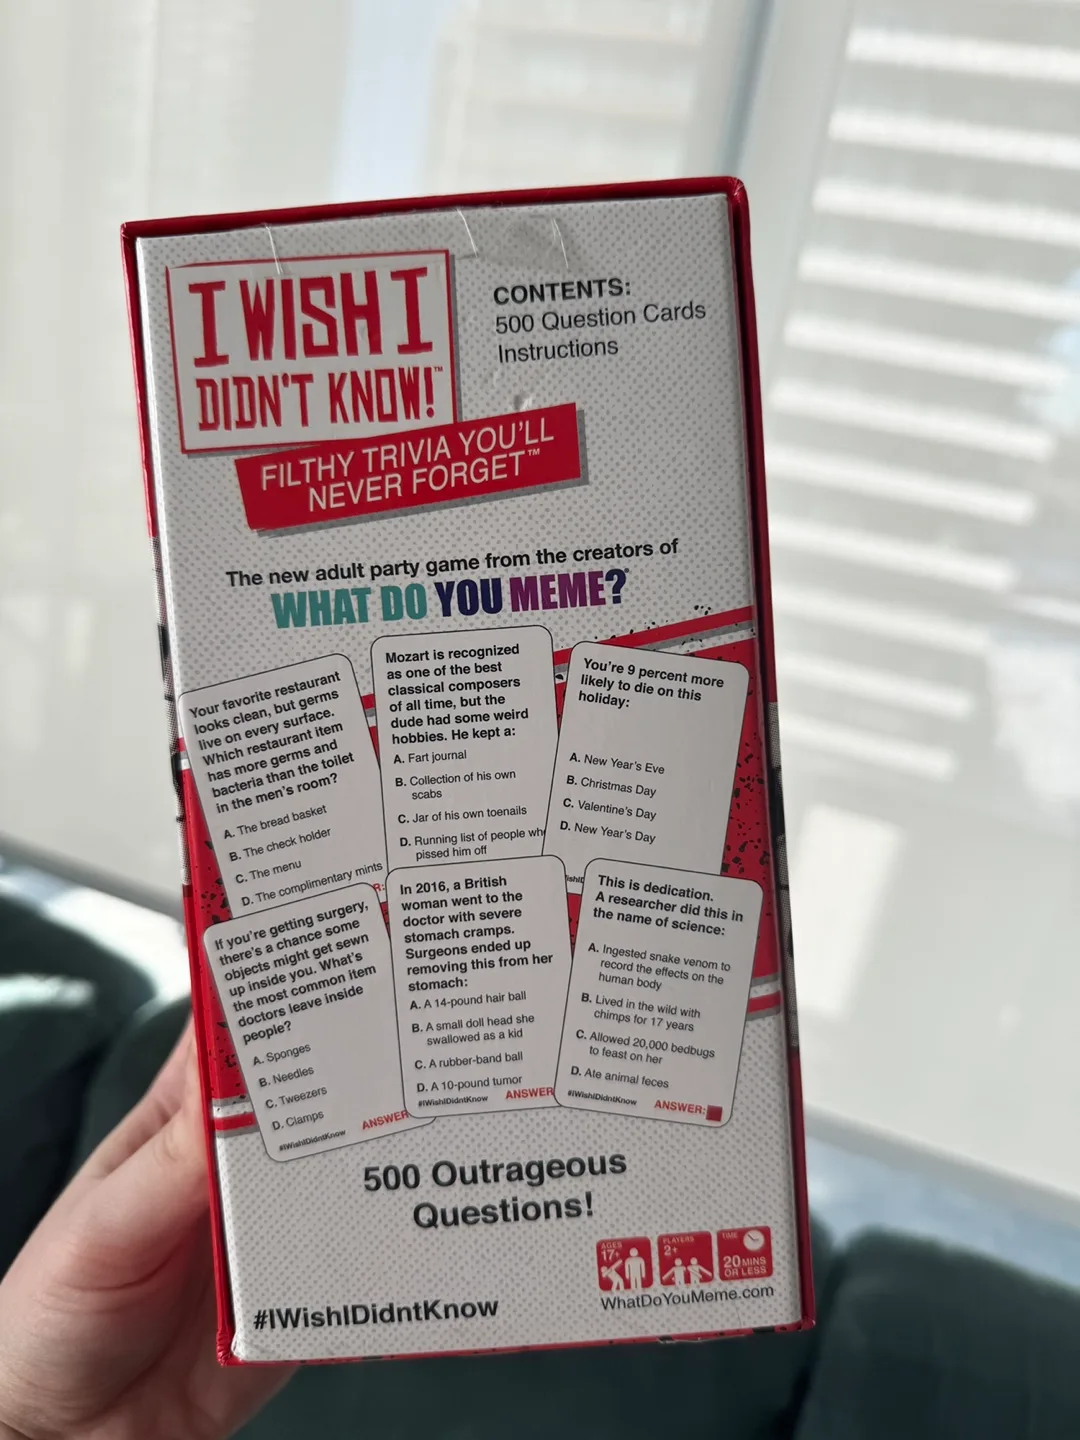 I WISH I
DIDN'T KNOW!™
FILTHY TRIVIA YOU'LL
NEVER FORGET™
CONTENTS:
500 Question Cards
Instructions
The new adult party game from the creators of
WHAT DO YOU MEME?®
Your favorite restaurant
looks clean, but germs
live on every surface.
Which restaurant item
has more germs and
bacteria than the toilet
in the men's room?
A. The bread basket
B. The check holder
C. The menu
D. The complimentary mints
R:
Mozart is recognized
as one of the best
classical composers
of all time, but the
dude had some weird
hobbies. He kept a:
A. Fart journal
B. Collection of his own
scabs
C. Jar of his own toenails
D. Running list of people wh
pissed him off
You're 9 percent more
likely to die on this
holiday:
A. New Year's Eve
B. Christmas Day
C. Valentine's Day
D. New Year's Day
If you're getting surgery,
there's a chance some
objects might get sewn
up inside you. What's
the most common item
doctors leave inside
people?
A. Sponges
B. Needles
C. Tweezers
D. Clamps
#IWishIDidntKnow
ANSWER
In 2016, a British
woman went to the
doctor with severe
stomach cramps.
Surgeons ended up
removing this from her
stomach:
A. A 14-pound hair ball
B. A small doll head she
swallowed as a kid
C. A rubber-band ball
D. A 10-pound tumor
#IWishIDidntKnow
ANSWER
This is dedication.
A researcher did this in
the name of science:
A. Ingested snake venom to
record the effects on the
human body
B. Lived in the wild with
chimps for 17 years
C. Allowed 20,000 bedbugs
to feast on her
D. Ate animal feces
#IWishIDidntKnow
ANSWER:
500 Outrageous
Questions!
AGES
17+
PLAYERS
2+
TIME
20 MINS
OR LESS
#IWishIDidntKnow
WhatDoYouMeme.com